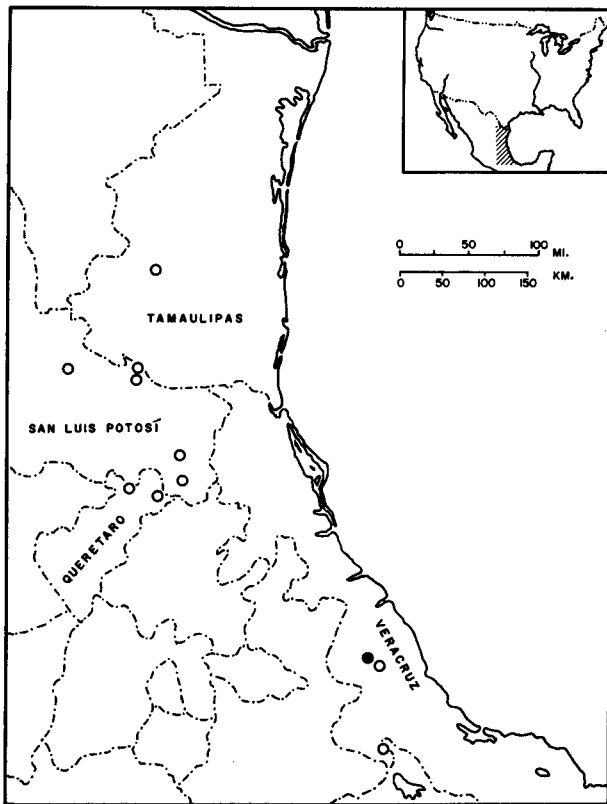 0 50 100 MI.
0 50 100 150 KM.
TAMAULIPAS
SAN LUIS POTOSÍ
QUERETARO
VERACRUZ